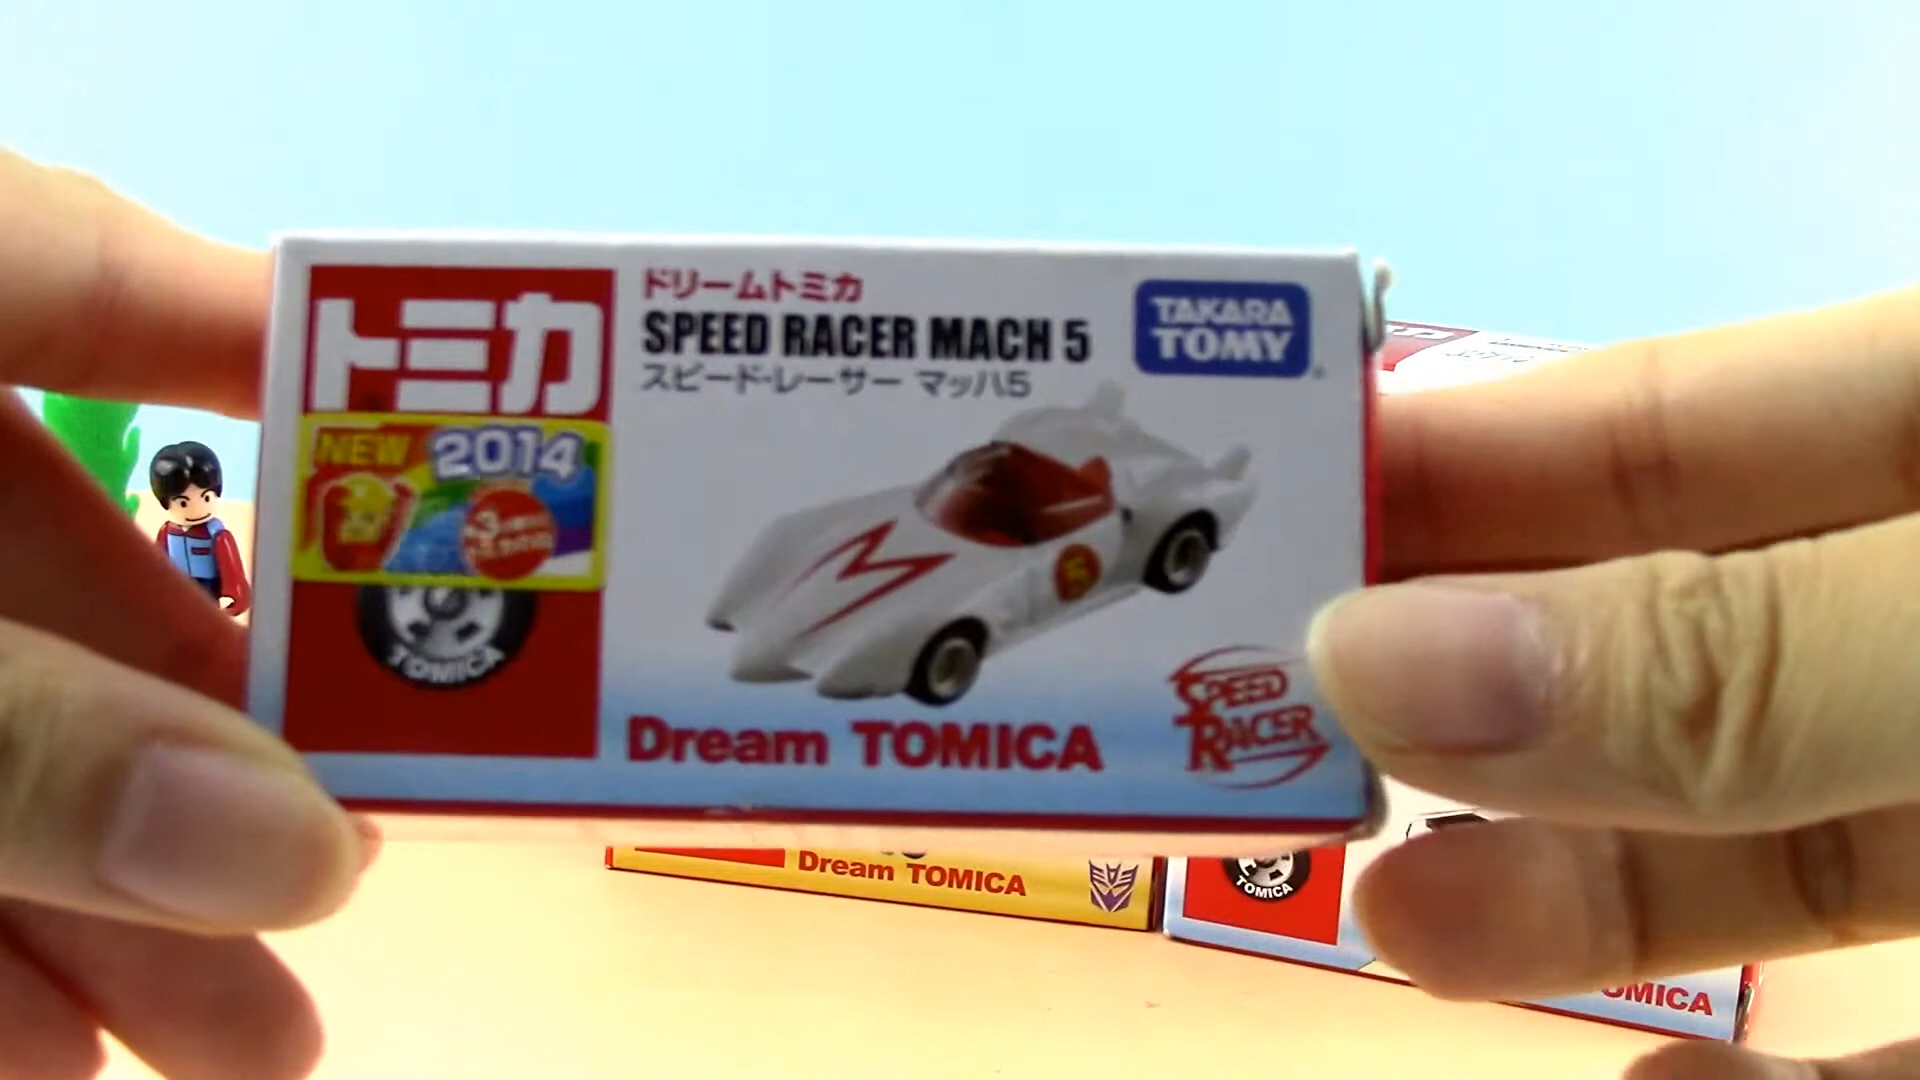 トミカ
NEW 2014
TOMICA
ドリームトミカ
SPEED RACER MACH 5
スピード・レーサー マッハ5
TAKARA
TOMY
5
SPEED
RACER
Dream TOMICA
Dream TOMICA
TOMICA
OMICA